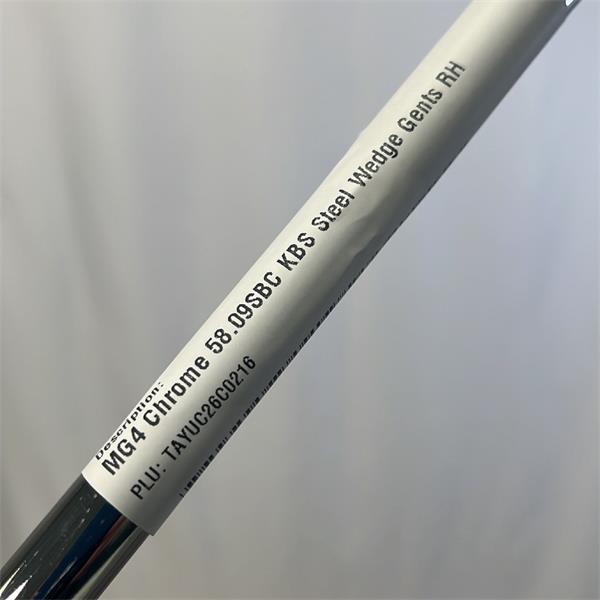 Description:
MG4 Chrome 58.09SBC KBS Steel Wedge Gents RH
PLU: TAYUC26C0216